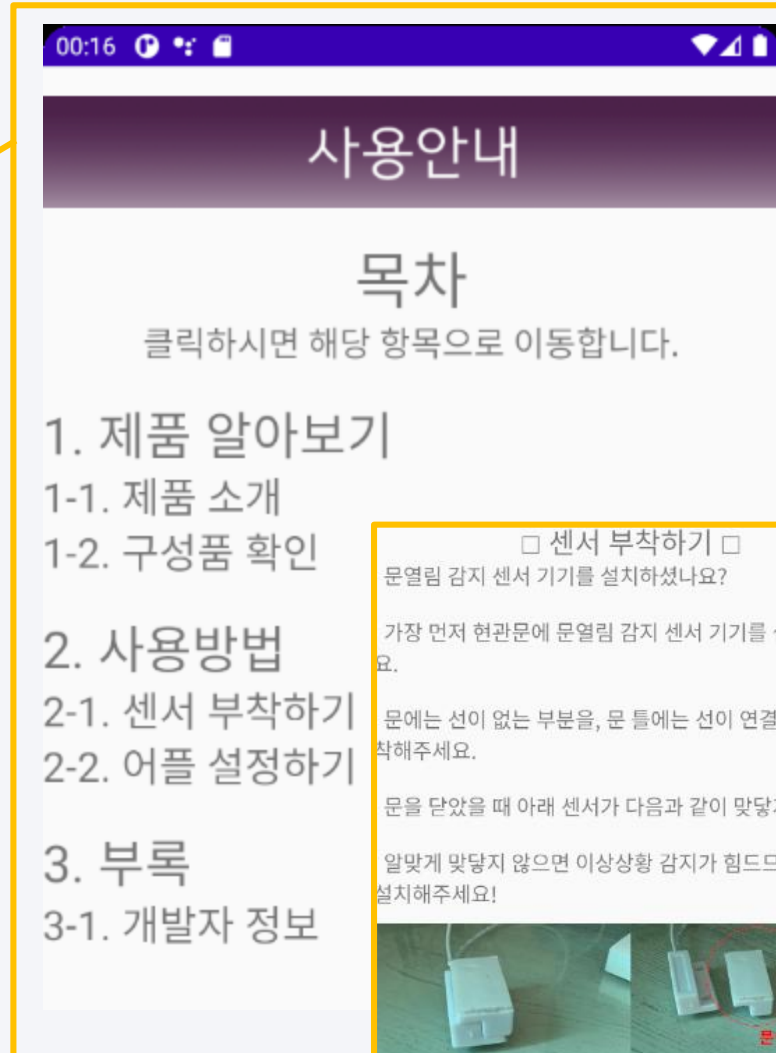 00:16
사용안내
목차
클릭하시면 해당 항목으로 이동합니다.
1. 제품 알아보기
1-1. 제품 소개
1-2. 구성품 확인
2. 사용방법
2-1. 센서 부착하기
2-2. 어플 설정하기
3. 부록
3-1. 개발자 정보
□ 센서 부착하기 □
문열림 감지 센서 기기를 설치하셨나요?
가장 먼저 현관문에 문열림 감지 센서 기기를
요.
문에는 선이 없는 부분을, 문 틀에는 선이 연결
착해주세요.
문을 닫았을 때 아래 센서가 다음과 같이 맞닿
알맞게 맞닿지 않으면 이상상황 감지가 힘드므
설치해주세요!
문